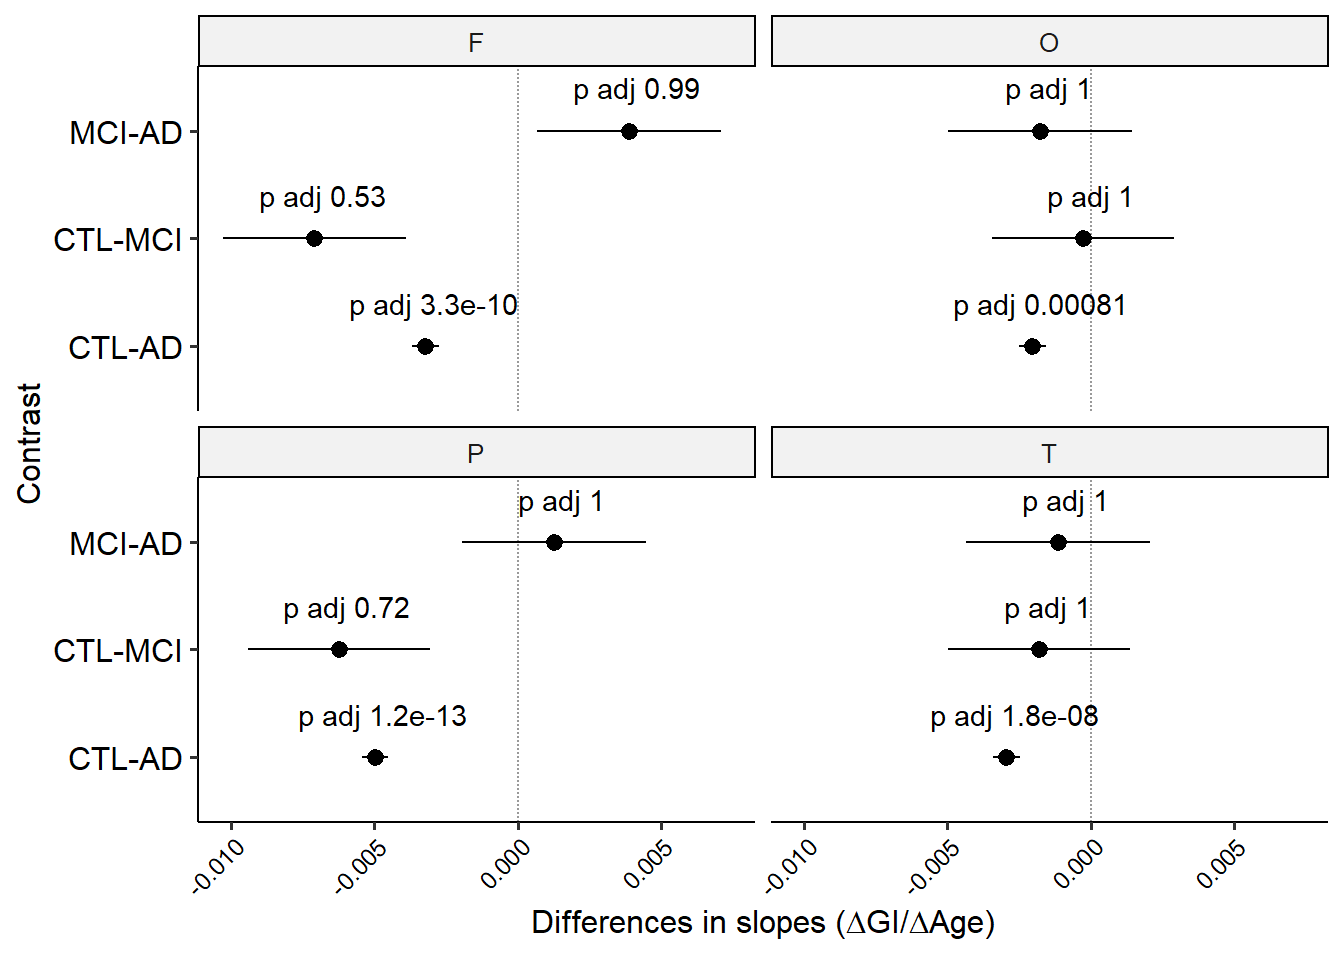 F
O
p adj 0.99
p adj 1
MCI-AD
p adj 0.53
p adj 1
CTL-MCI
p adj 3.3e-10
p adj 0.00081
CTL-AD
Contrast
P
T
p adj 1
p adj 1
MCI-AD
p adj 0.72
p adj 1
CTL-MCI
p adj 1.2e-13
p adj 1.8e-08
CTL-AD
-0.010
-0.005
0.000
0.005
-0.010
-0.005
0.000
0.005
Differences in slopes (ΔGI/ΔAge)